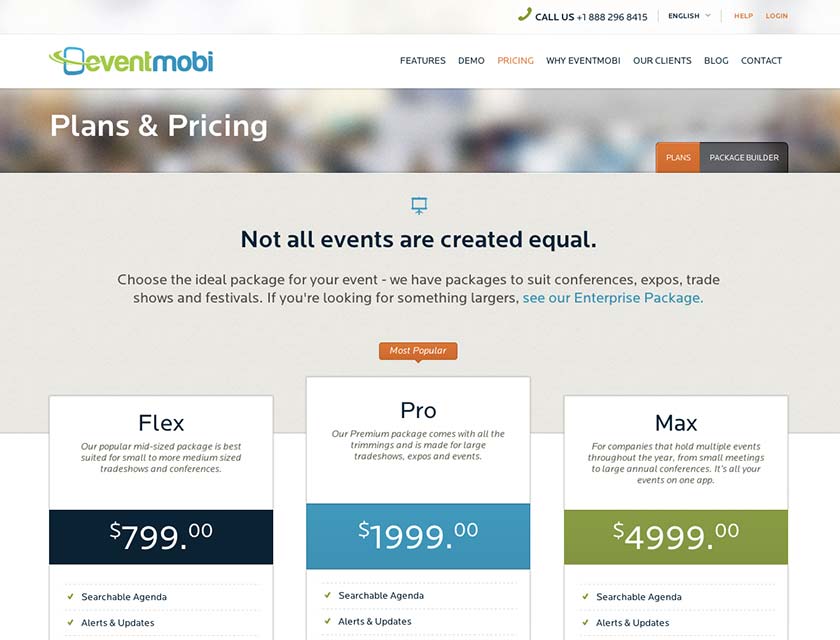 CALL US +1 888 296 8415
ENGLISH
HELP
LOGIN
eventmobi
FEATURES
DEMO
PRICING
WHY EVENTMOBI
OUR CLIENTS
BLOG
CONTACT
Plans & Pricing
PLANS
PACKAGE BUILDER
Not all events are created equal.
Choose the ideal package for your event - we have packages to suit conferences, expos, trade
shows and festivals. If you're looking for something largers, see our Enterprise Package.
Most Popular
Flex
Our popular mid-sized package is best
suited for small to more medium sized
tradeshows and conferences.
$799.00
Searchable Agenda
Alerts & Updates
Pro
Our Premium package comes with all the
trimmings and is made for large
tradeshows, expos and events.
$1999.00
Searchable Agenda
Alerts & Updates
Max
For companies that hold multiple events
throughout the year, from small meetings
to large annual conferences. It's all your
events on one app.
$4999.00
Searchable Agenda
Alerts & Updates